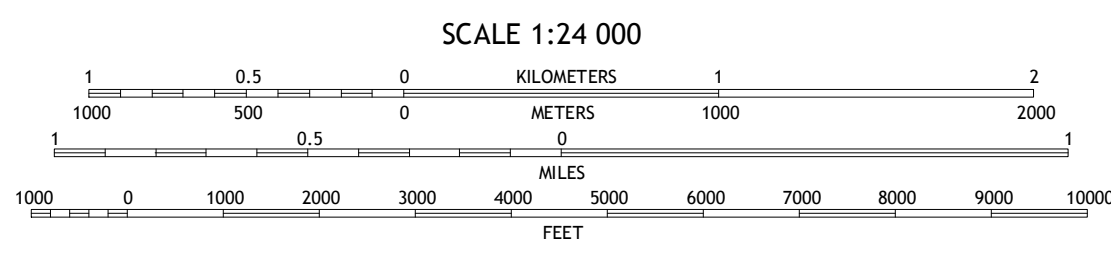 SCALE 1:24 000
1 0.5 0 KILOMETERS 1 2
1000 500 0 METERS 1000 2000
1 0.5 0 1
MILES
1000 0 1000 2000 3000 4000 5000 6000 7000 8000 9000 10000
FEET